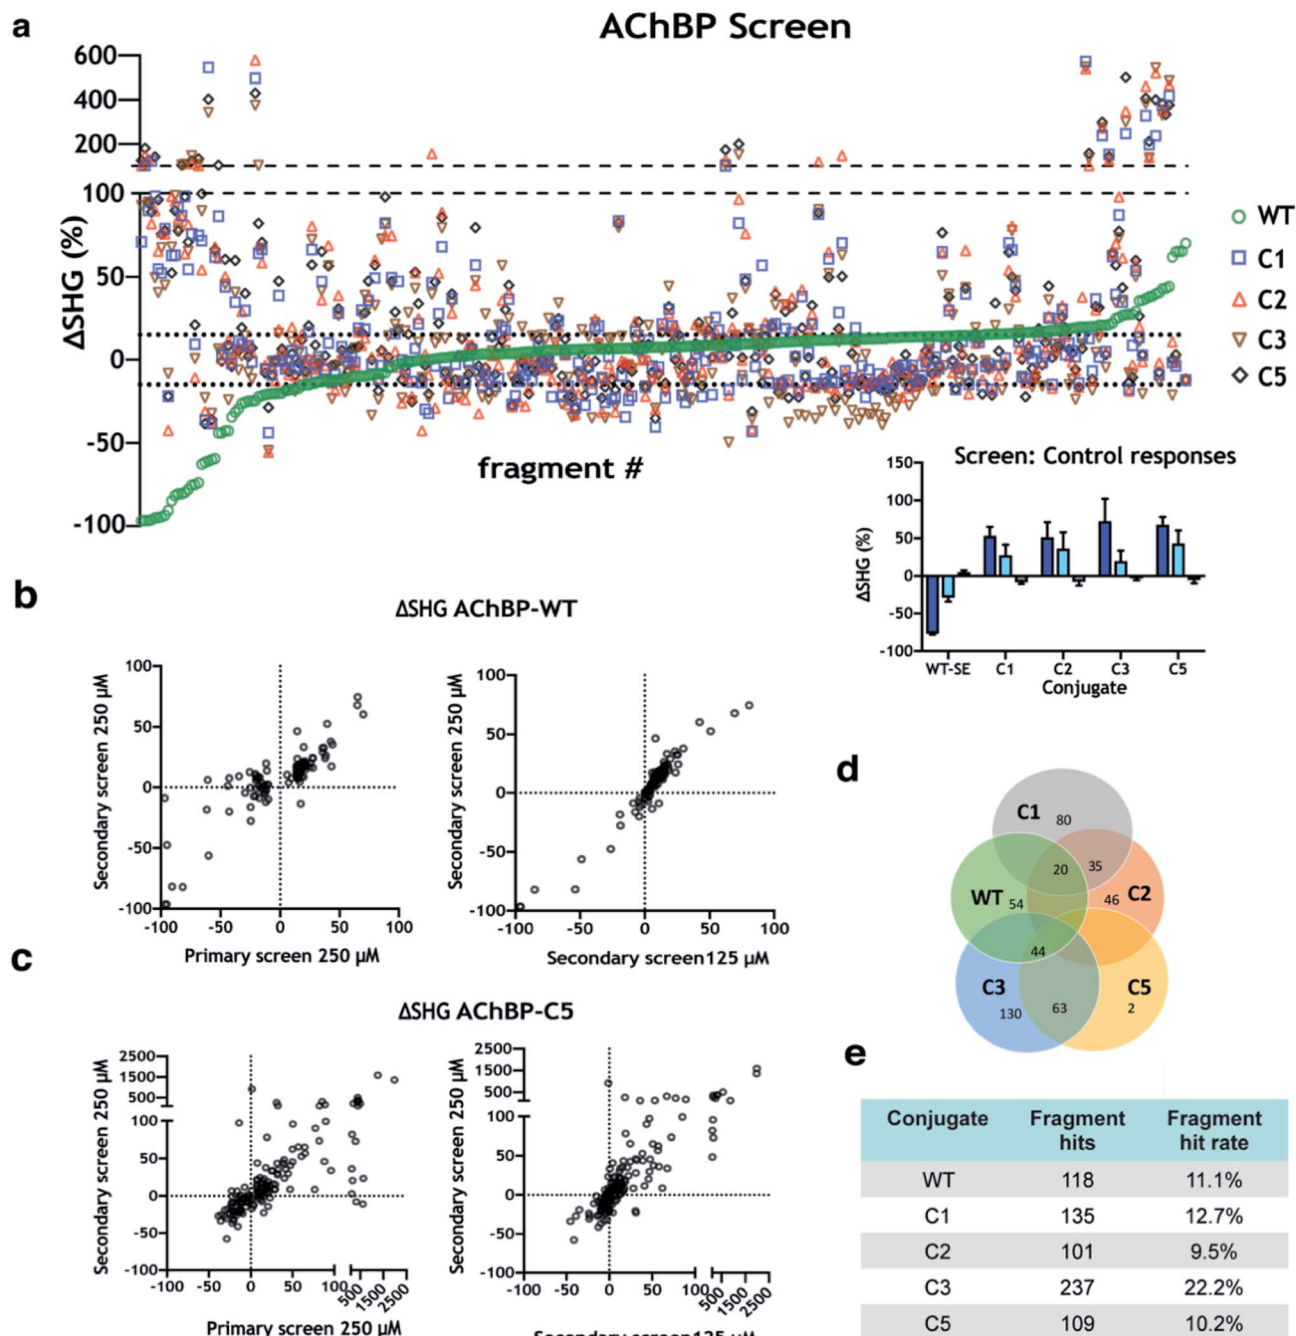 a
AChBP Screen
600
400
200
100
50
0
-50
-100
ΔSHG (%)
fragment #
WT
C1
C2
C3
C5
Screen: Control responses
150
100
50
0
-50
-100
ΔSHG (%)
WT-SE C1 C2 C3 C5
Conjugate
b
ΔSHG AChBP-WT
Secondary screen 250 μM
100
50
0
-50
-100
-100 -50 0 50 100
Primary screen 250 μM
Secondary screen 250 μM
100
50
0
-50
-100
-100 -50 0 50 100
Secondary screen125 μM
c
ΔSHG AChBP-C5
Secondary screen 250 μM
2500
1500
500
100
50
0
-50
-100
-100 -50 0 50 100 500 1500 2500
Primary screen 250 μM
Secondary screen 250 μM
2500
1500
500
100
50
0
-50
-100
-100 -50 0 50 100 500 1500 2500
Secondary screen125 μM
d
C1 80
20 35
WT 54 46 C2
44
C3 C5
130 63 2
e
Conjugate Fragment hits Fragment hit rate
WT 118 11.1%
C1 135 12.7%
C2 101 9.5%
C3 237 22.2%
C5 109 10.2%